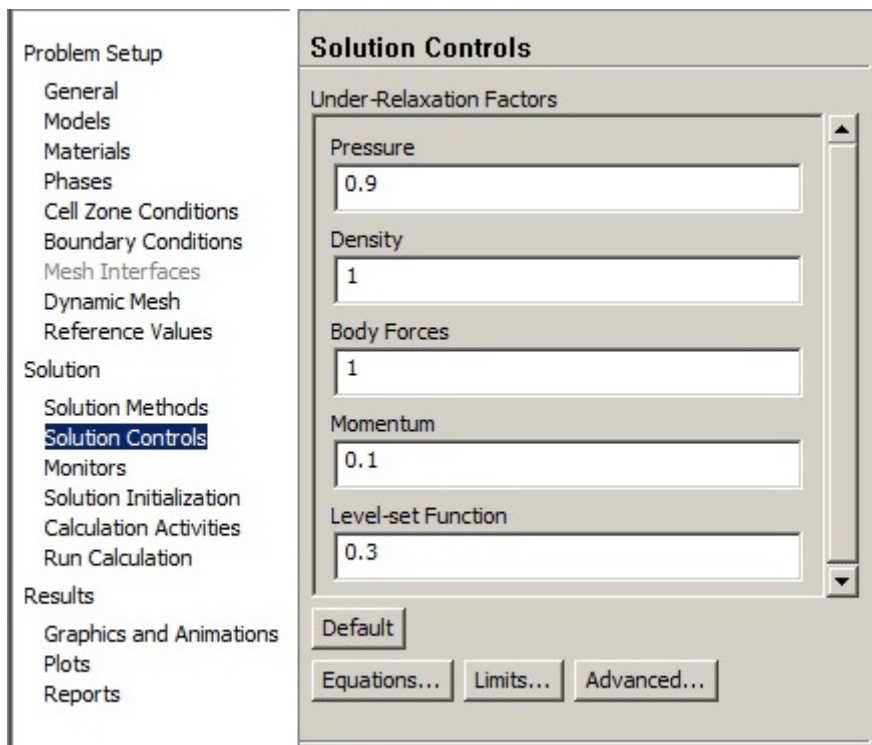 Problem Setup
General
Models
Materials
Phases
Cell Zone Conditions
Boundary Conditions
Mesh Interfaces
Dynamic Mesh
Reference Values
Solution
Solution Methods
Solution Controls
Monitors
Solution Initialization
Calculation Activities
Run Calculation
Results
Graphics and Animations
Plots
Reports
Solution Controls
Under-Relaxation Factors
Pressure
0.9
Density
1
Body Forces
1
Momentum
0.1
Level-set Function
0.3
Default
Equations... Limits... Advanced...